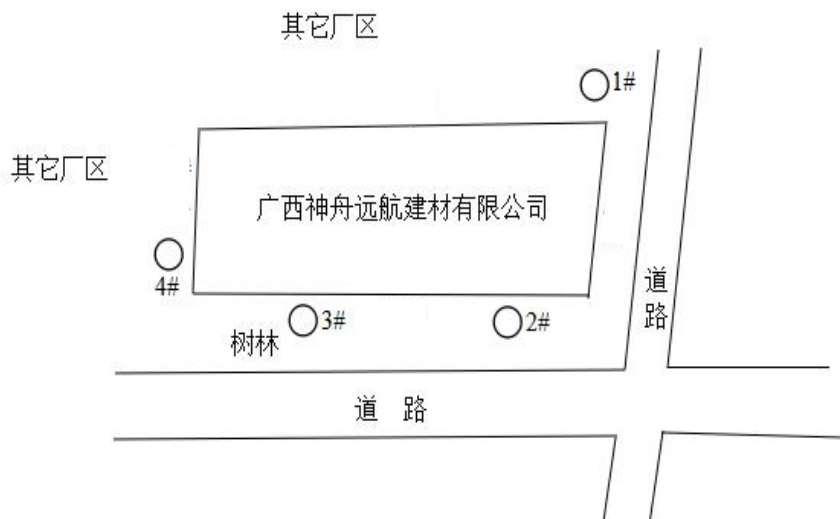 其它厂区
1#
其它厂区
广西神舟远航建材有限公司
4#
3#
2#
树林
道路
道 路